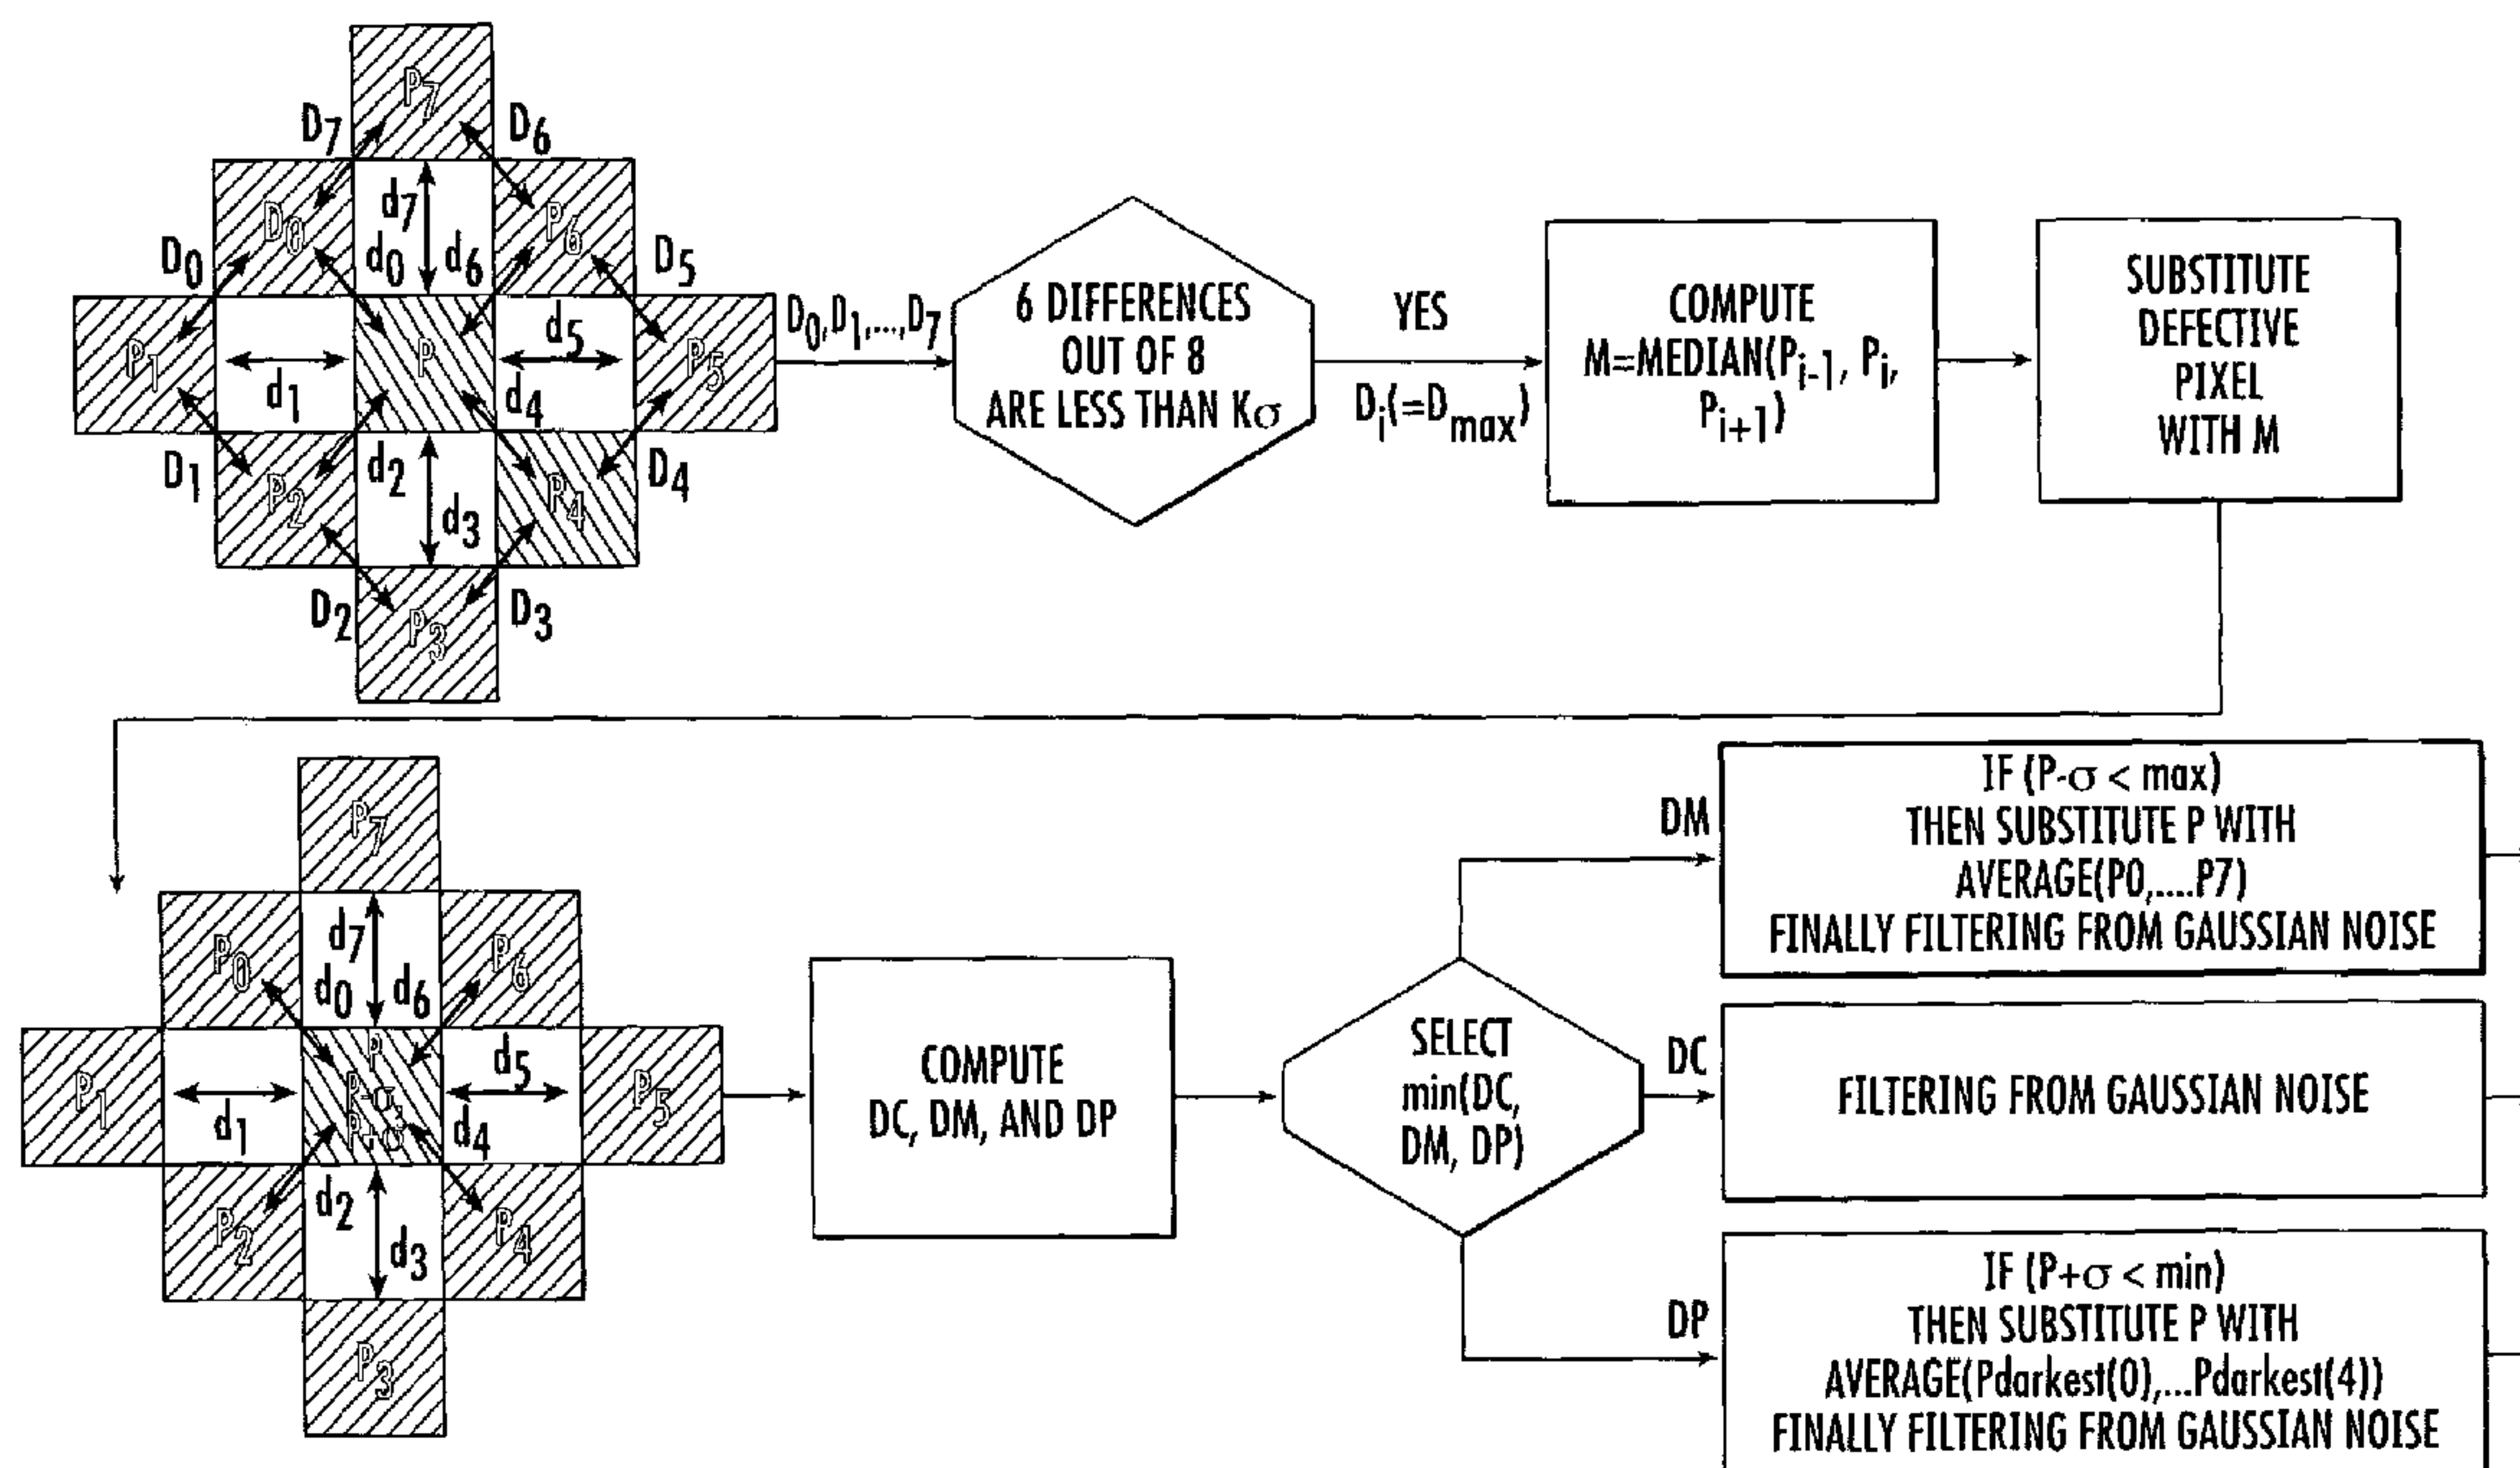 P7
D7
D6
D0
d7
P6
D0
d0
d6
D5
P1
d1
P
d5
P5
d4
D1
P2
d2
P4
D4
d3
D2
P3
D3
D0,D1,...,D7
6 DIFFERENCES
OUT OF 8
ARE LESS THAN Kσ
YES
Di(=Dmax)
COMPUTE
M=MEDIAN(Pi-1, Pi,
Pi+1)
SUBSTITUTE
DEFECTIVE
PIXEL
WITH M
P7
P0
d7
P6
d0
d6
P1
d1
P
P-σ,
P+σ
d5
P5
d4
P2
d2
P4
d3
P3
COMPUTE
DC, DM, AND DP
SELECT
min(DC,
DM, DP)
DM
IF (P-σ < max)
THEN SUBSTITUTE P WITH
AVERAGE(P0,....P7)
FINALLY FILTERING FROM GAUSSIAN NOISE
DC
FILTERING FROM GAUSSIAN NOISE
DP
IF (P+σ < min)
THEN SUBSTITUTE P WITH
AVERAGE(Pdarkest(0),...Pdarkest(4))
FINALLY FILTERING FROM GAUSSIAN NOISE